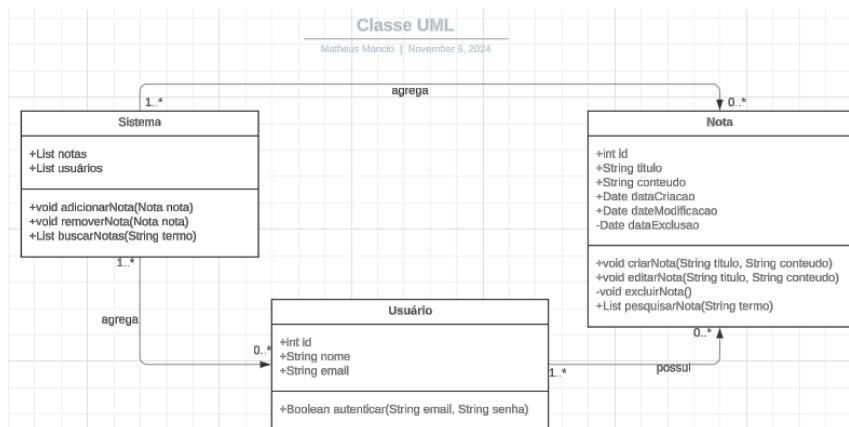 Classe UML
Matheus Mancio | November 6, 2024
agrega
1..*
0..*
Sistema
+List notas
+List usuários
+void adicionarNota(Nota nota)
+void removerNota(Nota nota)
+List buscarNotas(String termo)
Nota
+int id
+String titulo
+String conteudo
+Date dataCriacao
+Date dateModificacao
-Date dataExclusao
+void criarNota(String titulo, String conteudo)
+void editarNota(String titulo, String conteudo)
-void excluirNota()
+List pesquisarNota(String termo)
1..*
agrega
0..*
Usuário
+int id
+String nome
+String email
+Boolean autenticar(String email, String senha)
0..*
1..*
possui